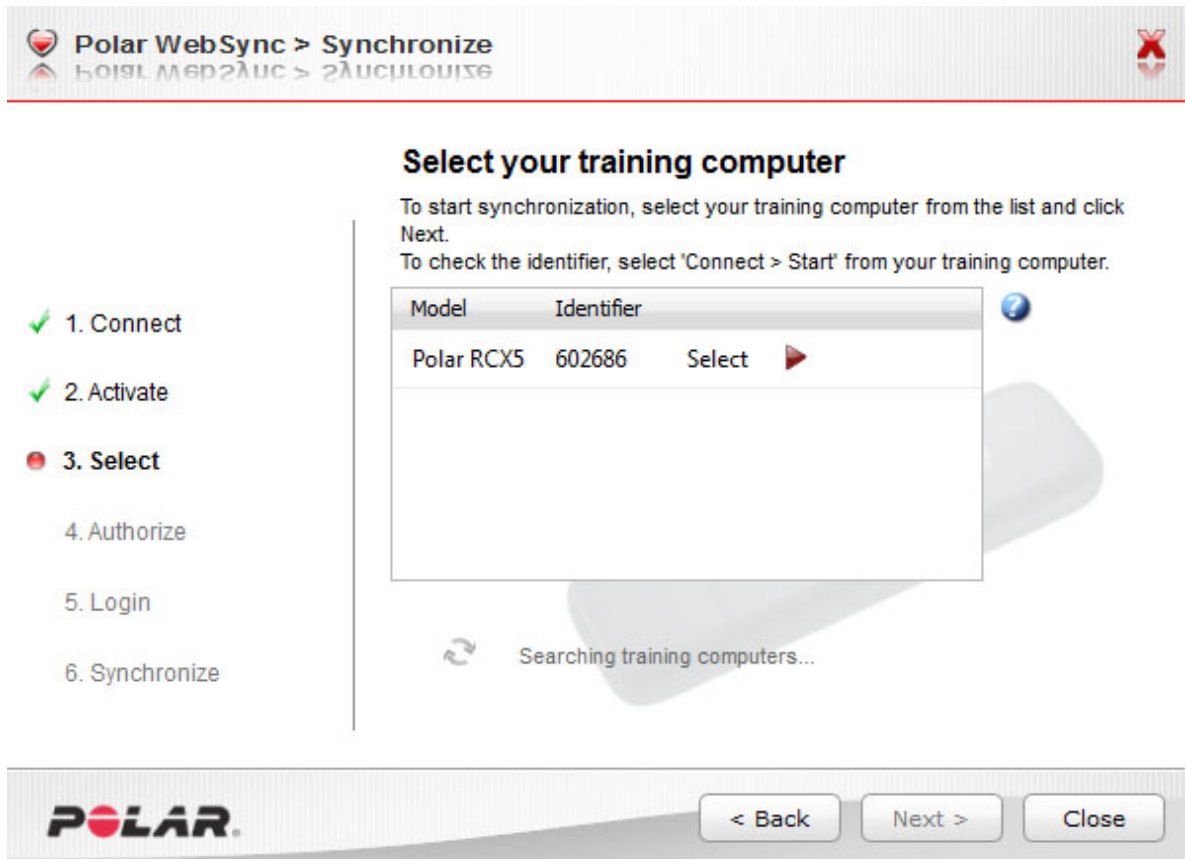 Polar WebSync > Synchronize
Select your training computer
To start synchronization, select your training computer from the list and click
Next.
To check the identifier, select 'Connect > Start' from your training computer.
Model Identifier
Polar RCX5 602686 Select
1. Connect
2. Activate
3. Select
4. Authorize
5. Login
6. Synchronize
Searching training computers...
POLAR.
< Back Next > Close